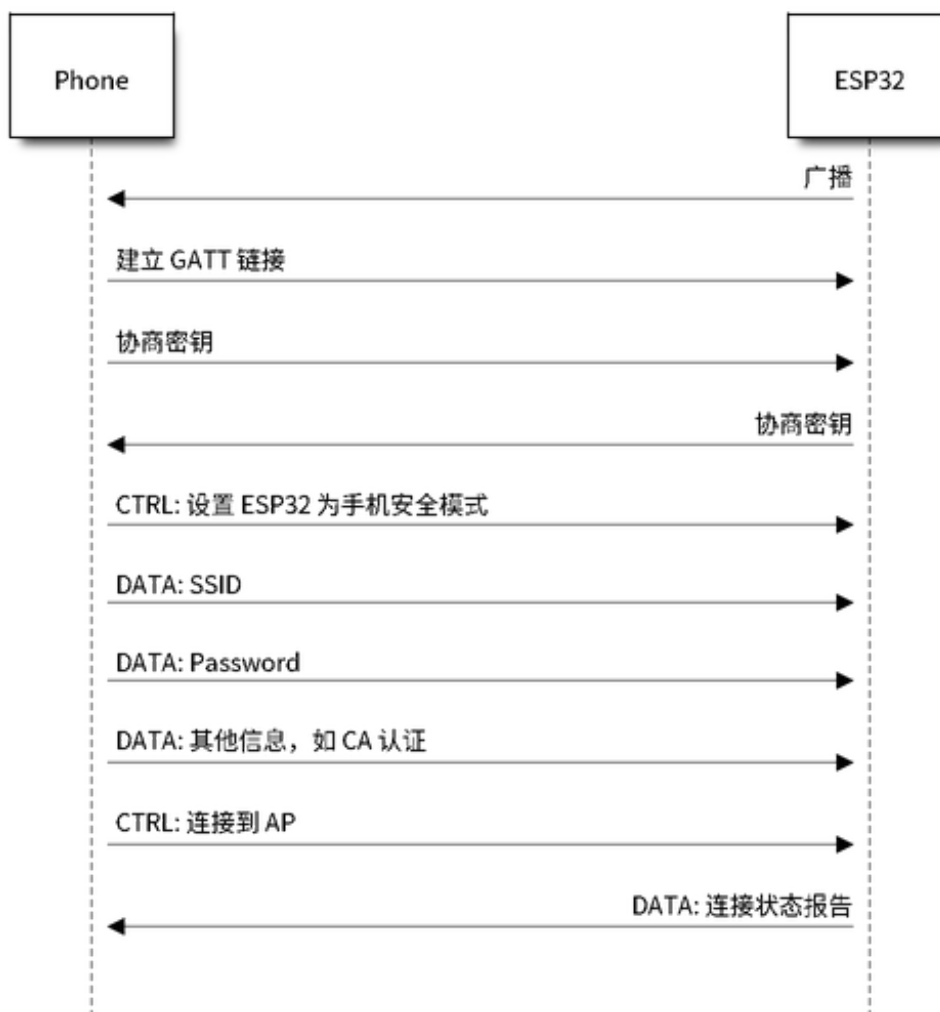 Phone
ESP32
广播
建立 GATT 链接
协商密钥
协商密钥
CTRL: 设置 ESP32 为手机安全模式
DATA: SSID
DATA: Password
DATA: 其他信息，如 CA 认证
CTRL: 连接到 AP
DATA: 连接状态报告